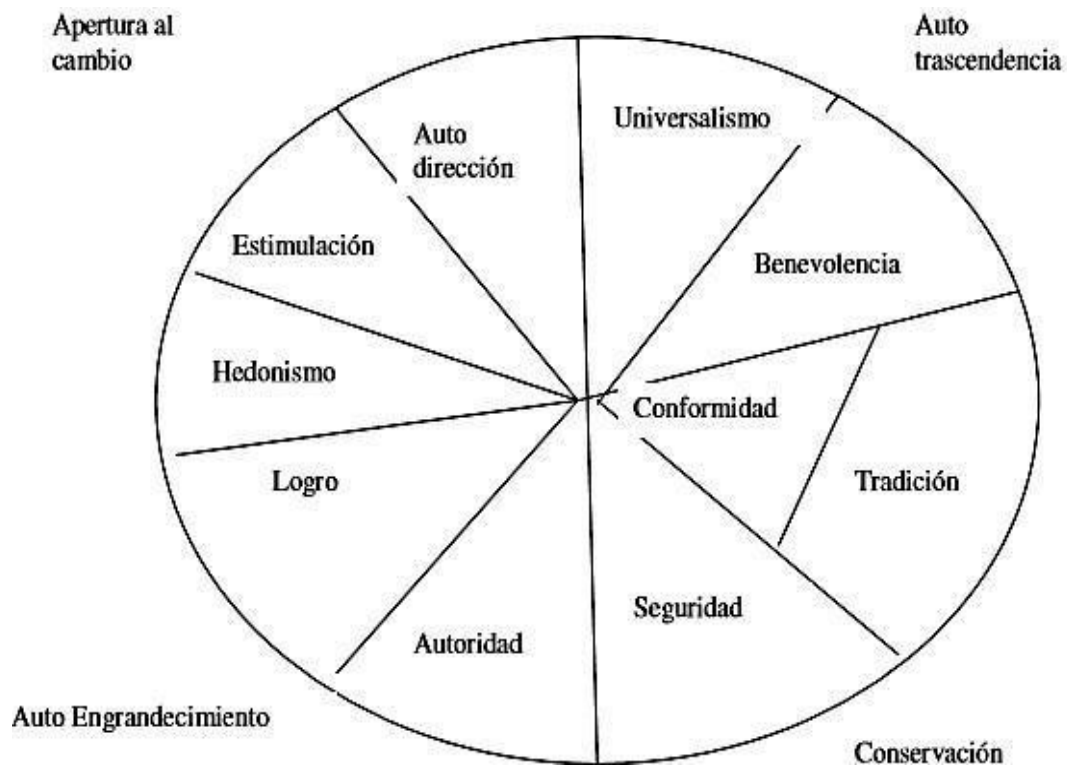 Apertura al
cambio
Auto
trascendencia
Universalismo
Auto
dirección
Estimulación
Benevolencia
Hedonismo
Conformidad
Logro
Tradición
Seguridad
Autoridad
Auto Engrandecimiento
Conservación